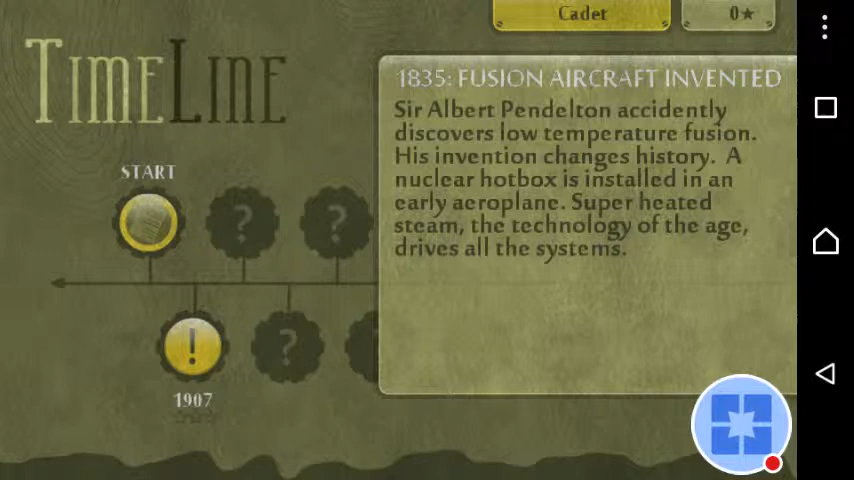 Cadet
0★
TIMELINE
1835: FUSION AIRCRAFT INVENTED
Sir Albert Pendelton accidently
discovers low temperature fusion.
His invention changes history. A
nuclear hotbox is installed in an
early aeroplane. Super heated
steam, the technology of the age,
drives all the systems.
START
?
?
!
?
1907